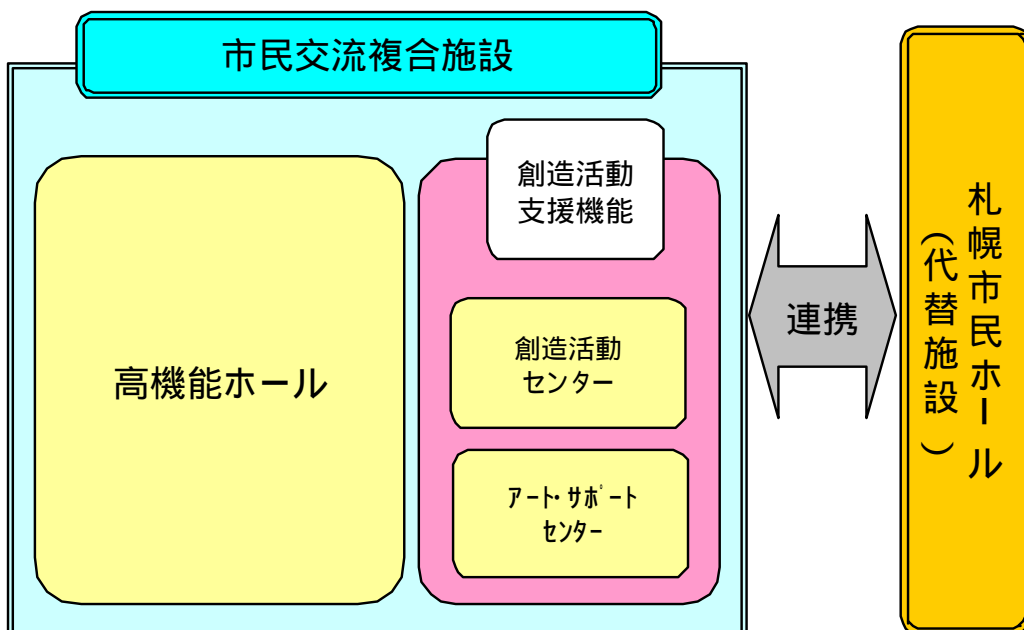 市民交流複合施設
創造活動
支援機能
高機能ホール
創造活動
センター
アート・サポート
センター
連携
札幌市民ホール
(代替施設)